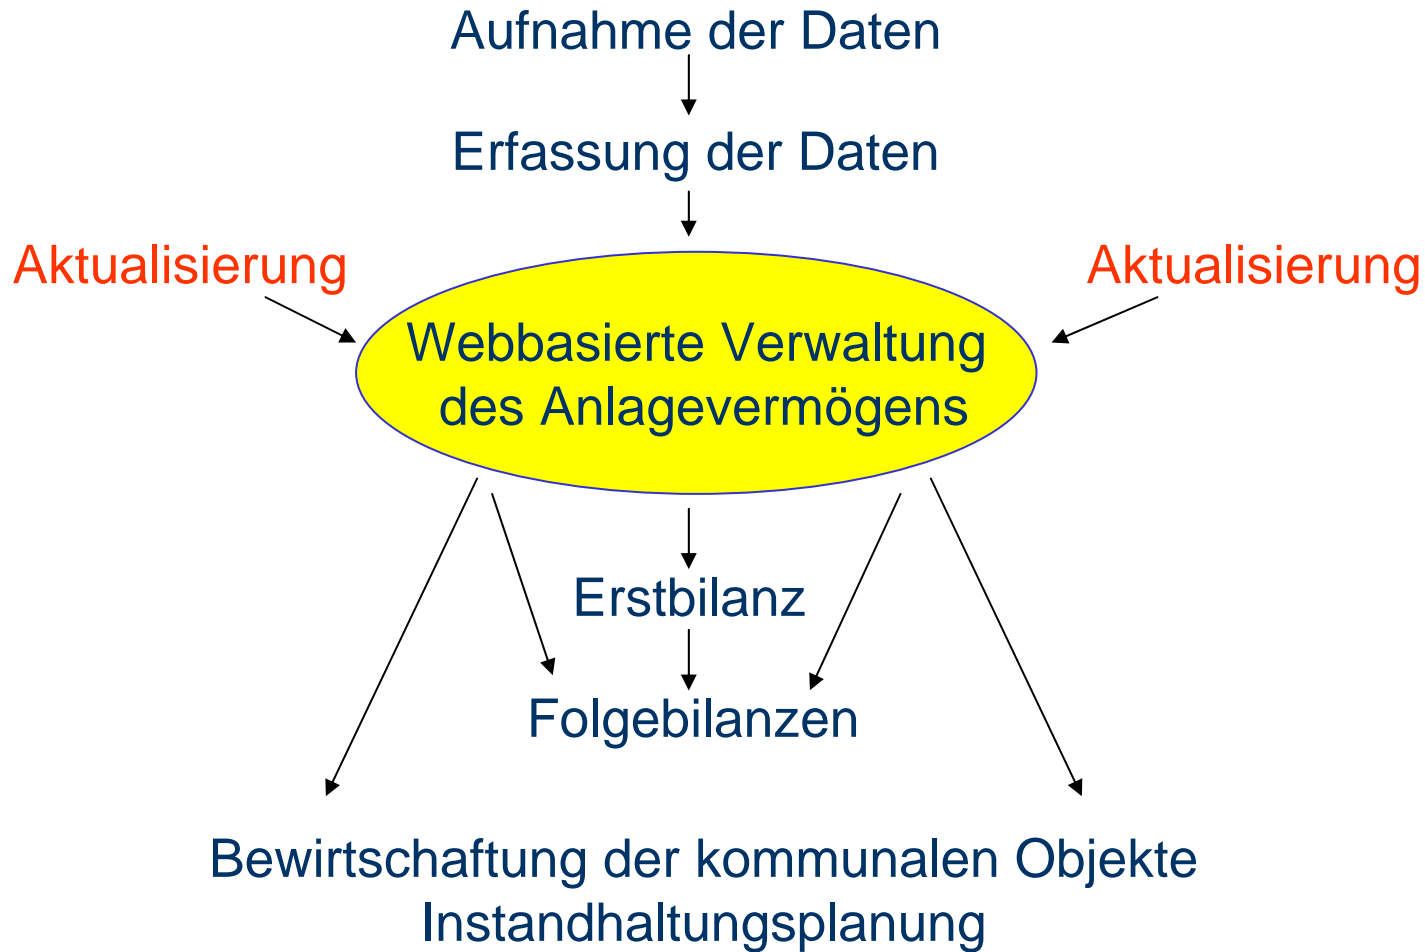 Aufnahme der Daten
Erfassung der Daten
Aktualisierung
Aktualisierung
Webbasierte Verwaltung
des Anlagevermögens
Erstbilanz
Folgebilanzen
Bewirtschaftung der kommunalen Objekte
Instandhaltungsplanung